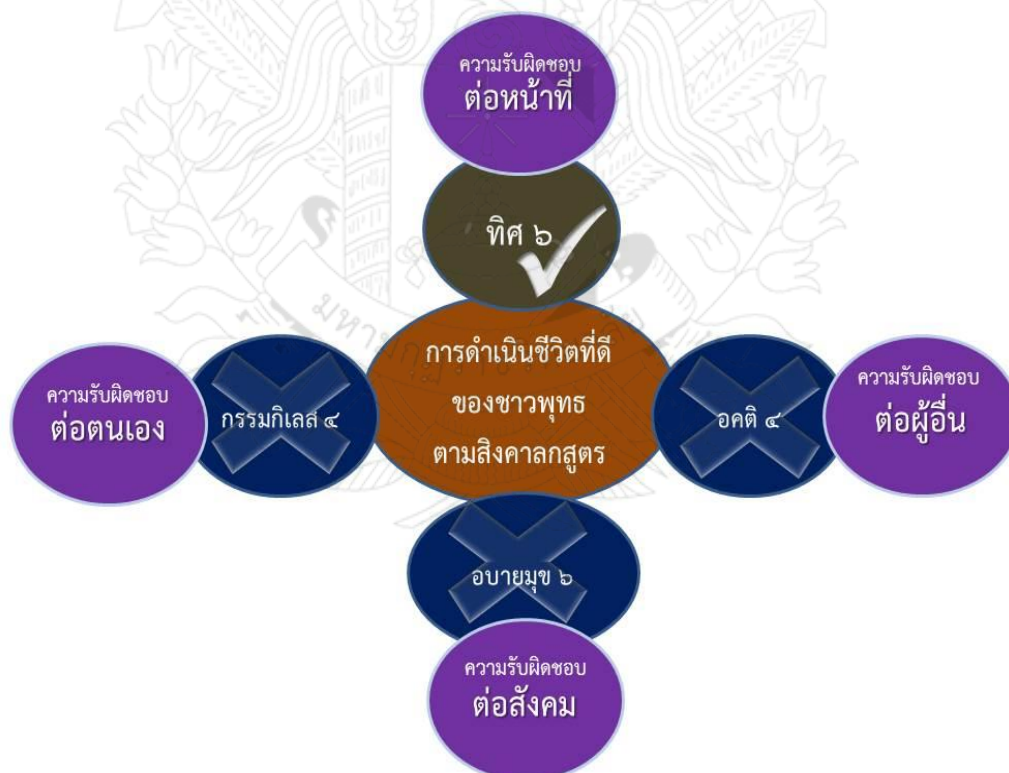 ความรับผิดชอบ
ต่อหน้าที่
ทิศ ๖
การดำเนินชีวิตที่ดี
ของชาวพุทธ
ตามสิงคาลกสูตร
ความรับผิดชอบ
ต่อตนเอง
กรรมกิเลส ๔
อคติ ๔
ความรับผิดชอบ
ต่อผู้อื่น
อบายมุข ๖
ความรับผิดชอบ
ต่อสังคม